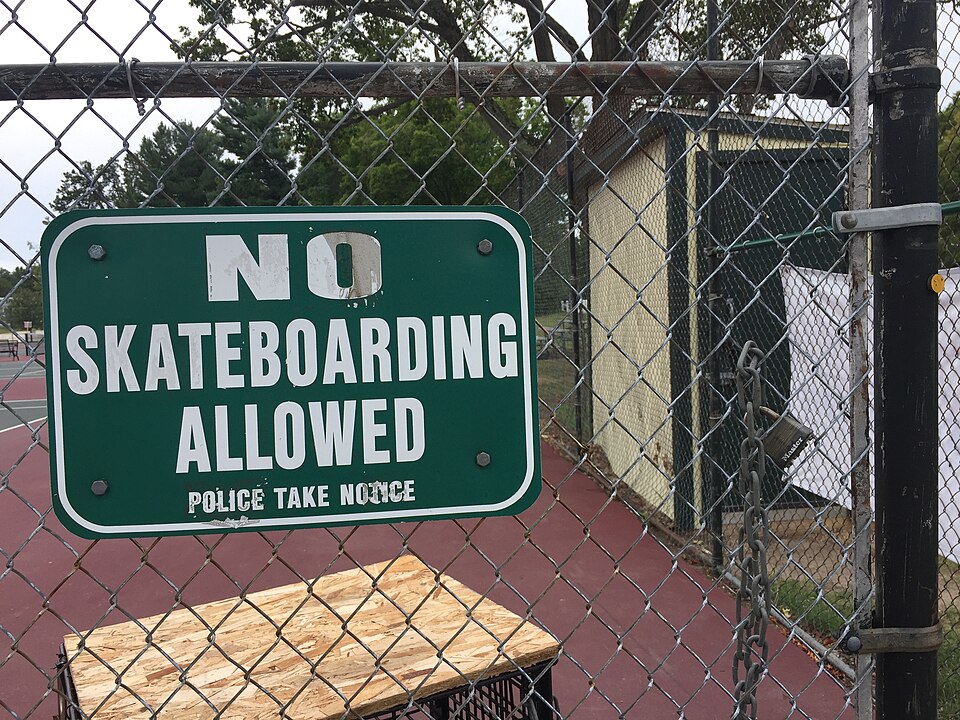 NO
SKATEBOARDING
ALLOWED
POLICE TAKE NOTICE